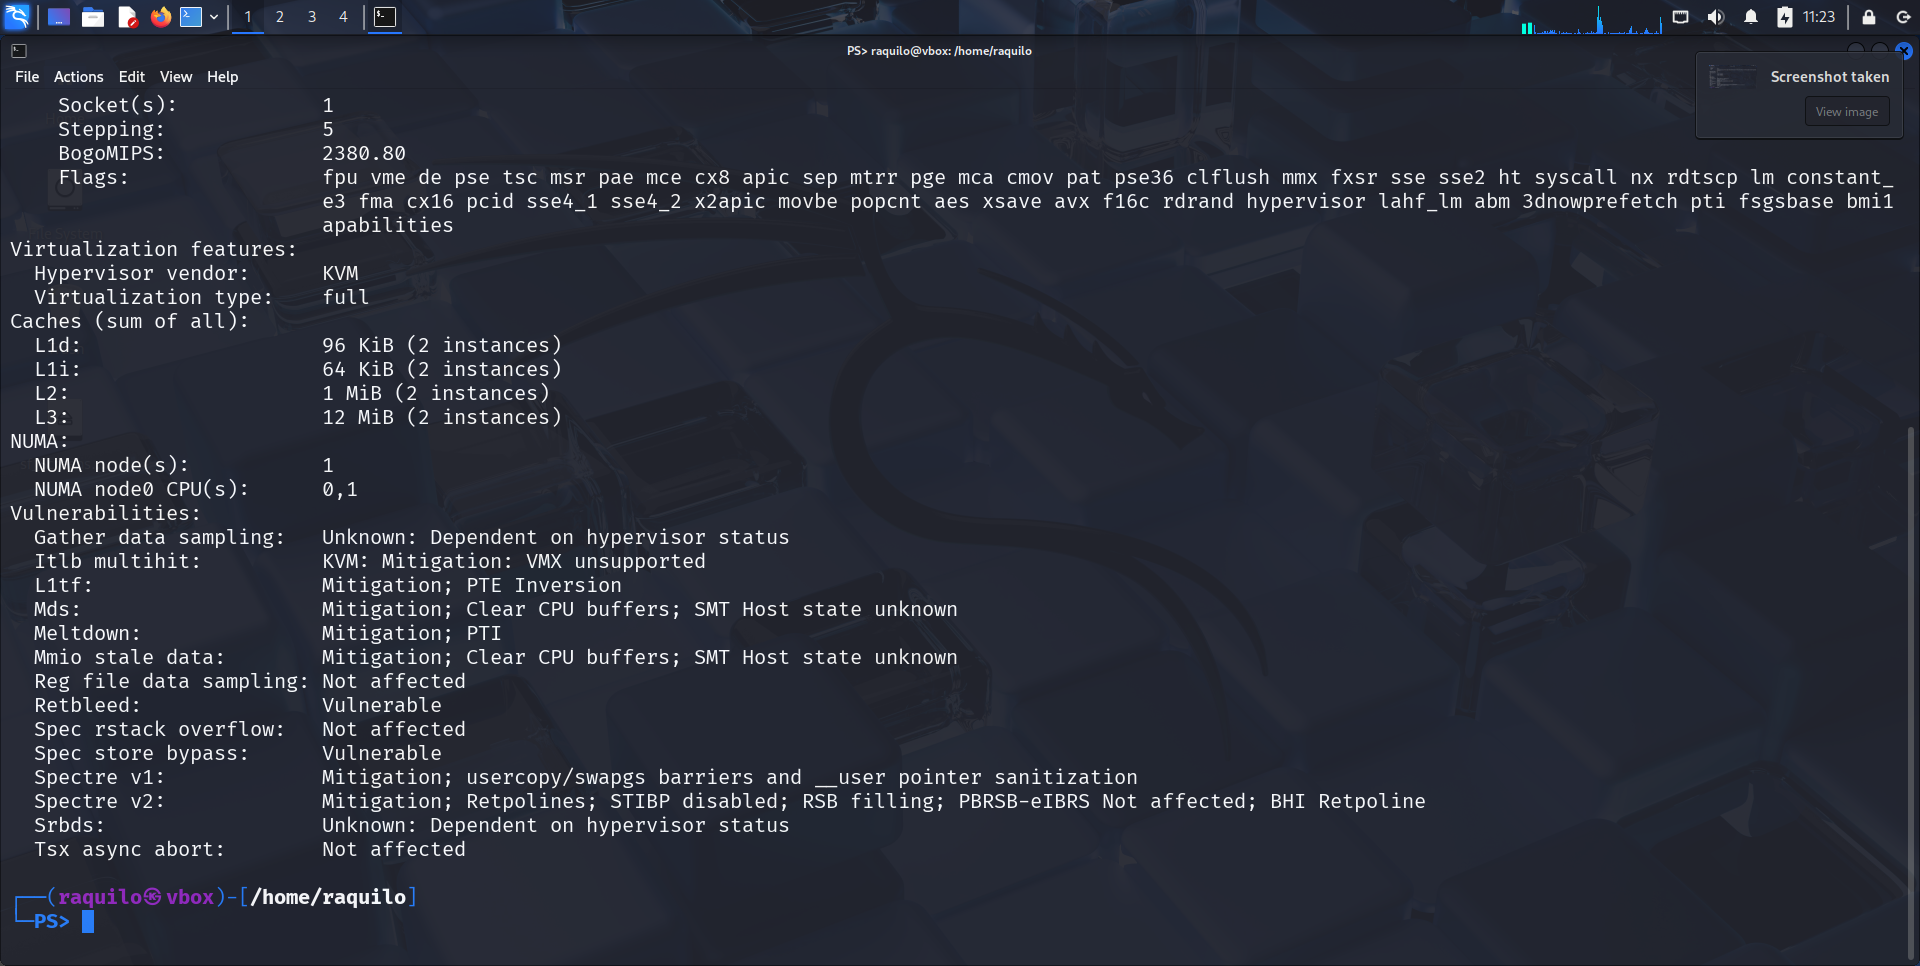 1 2 3 4 11:23
PS> raquilo@vbox: /home/raquilo
File Actions Edit View Help
Screenshot taken
View image
Socket(s): 1
Stepping: 5
BogoMIPS: 2380.80
Flags: fpu vme de pse tsc msr pae mce cx8 apic sep mtrr pge mca cmov pat pse36 clflush mmx fxsr sse sse2 ht syscall nx rdtscp lm constant_
e3 fma cx16 pcid sse4_1 sse4_2 x2apic movbe popcnt aes xsave avx f16c rdrand hypervisor lahf_lm abm 3dnowprefetch pti fsgsbase bmi1
apabilities
Virtualization features:
Hypervisor vendor: KVM
Virtualization type: full
Caches (sum of all):
L1d: 96 KiB (2 instances)
L1i: 64 KiB (2 instances)
L2: 1 MiB (2 instances)
L3: 12 MiB (2 instances)
NUMA:
NUMA node(s): 1
NUMA node0 CPU(s): 0,1
Vulnerabilities:
Gather data sampling: Unknown: Dependent on hypervisor status
Itlb multihit: KVM: Mitigation: VMX unsupported
L1tf: Mitigation; PTE Inversion
Mds: Mitigation; Clear CPU buffers; SMT Host state unknown
Meltdown: Mitigation; PTI
Mmio stale data: Mitigation; Clear CPU buffers; SMT Host state unknown
Reg file data sampling: Not affected
Retbleed: Vulnerable
Spec rstack overflow: Not affected
Spec store bypass: Vulnerable
Spectre v1: Mitigation; usercopy/swapgs barriers and __user pointer sanitization
Spectre v2: Mitigation; Retpolines; STIBP disabled; RSB filling; PBRSB-eIBRS Not affected; BHI Retpoline
Srbds: Unknown: Dependent on hypervisor status
Tsx async abort: Not affected
┌──(raquilo㉿vbox)-[/home/raquilo]
└─PS>